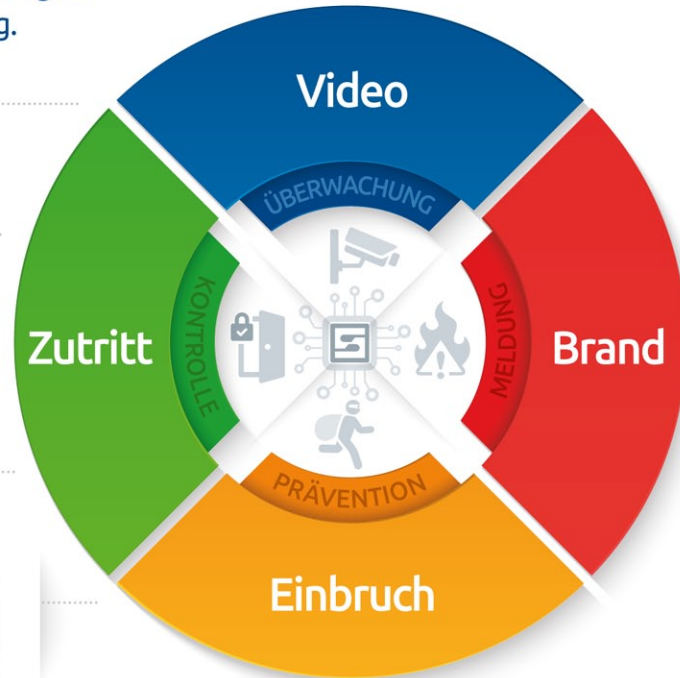 g.
Video
ÜBERWACHUNG
Zutritt
KONTROLLE
MELDUNG
Brand
PRÄVENTION
Einbruch